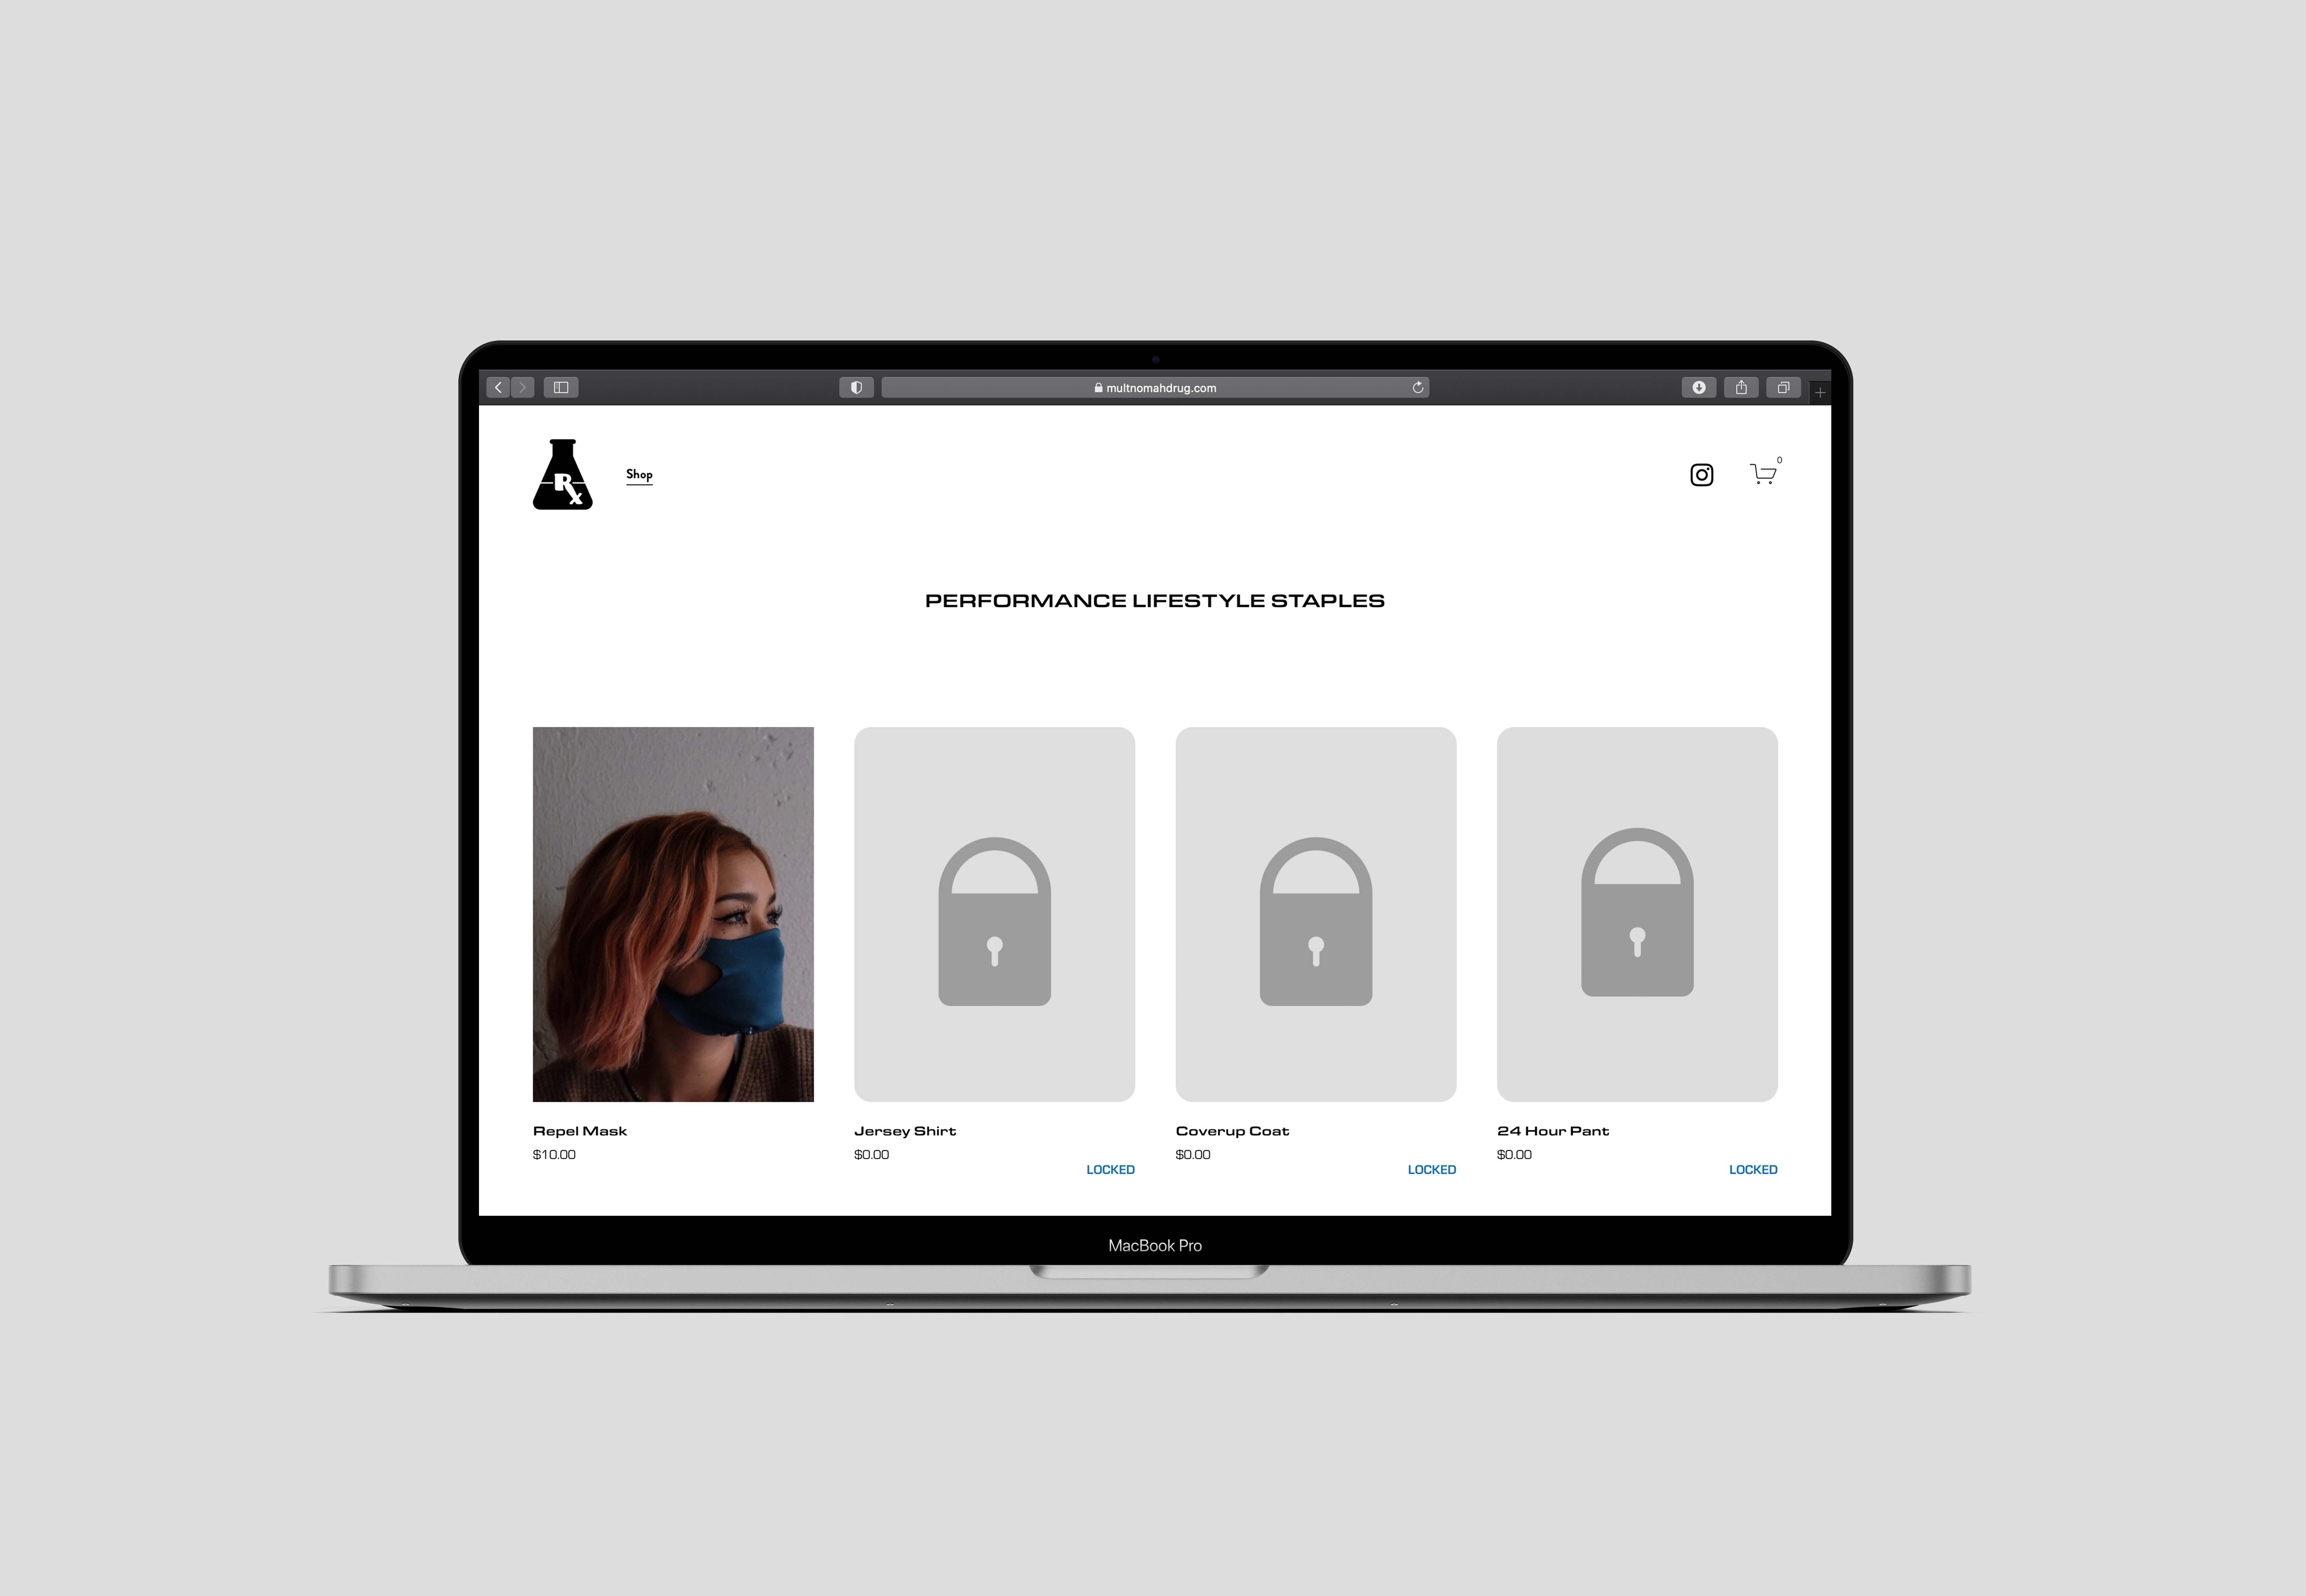 multnomahdrug.com
Rx
Shop
0
PERFORMANCE LIFESTYLE STAPLES
Repel Mask
$10.00
Jersey Shirt
$0.00
LOCKED
Coverup Coat
$0.00
LOCKED
24 Hour Pant
$0.00
LOCKED
MacBook Pro